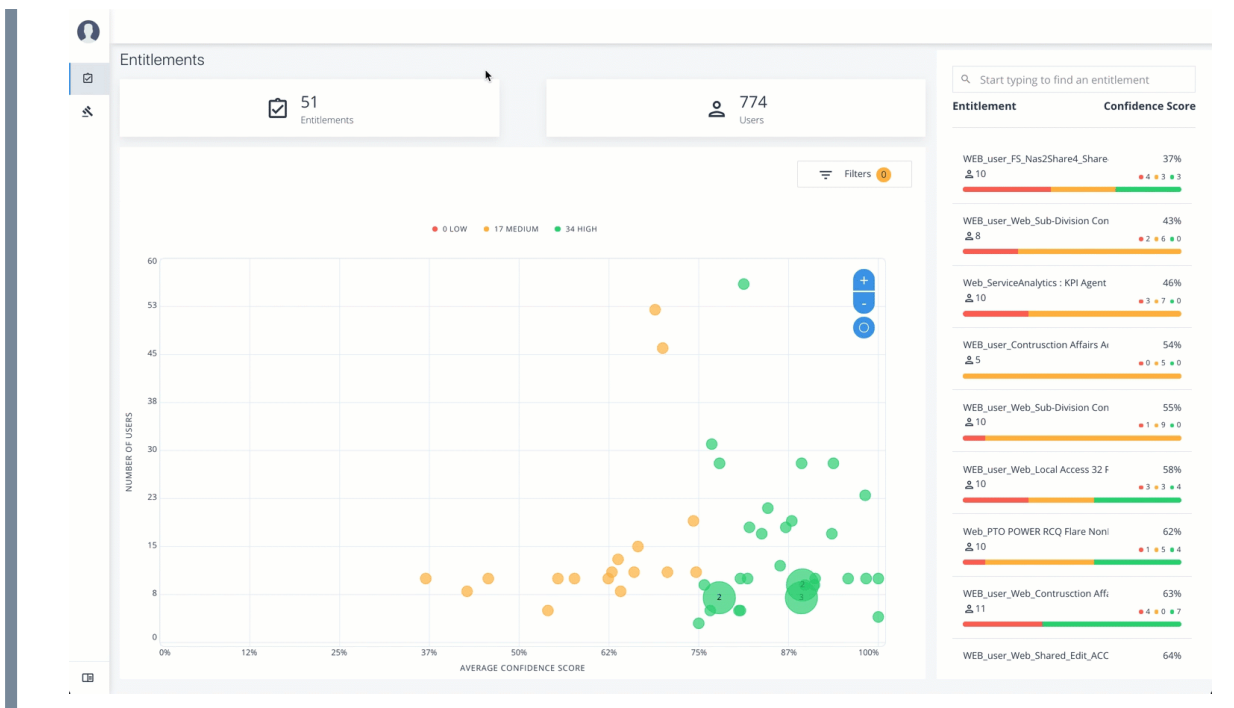 Entitlements
51
Entitlements
774
Users
Filters 0
0 LOW 17 MEDIUM 34 HIGH
60
53
45
38
30
23
15
8
0
NUMBER OF USERS
+
-
2
3
0% 12% 25% 37% 50% 62% 75% 87% 100%
AVERAGE CONFIDENCE SCORE
Start typing to find an entitlement
Entitlement Confidence Score
WEB_user_FS_Nas2Share4_Share 37%
10 4 3 3
WEB_user_Web_Sub-Division Con 43%
8 2 6 0
Web_ServiceAnalytics : KPI Agent 46%
10 3 7 0
WEB_user_Contrusction Affairs 54%
5 0 5 0
WEB_user_Web_Sub-Division Con 55%
10 1 9 0
WEB_user_Web_Local Access 32 58%
10 3 3 4
Web_PTO POWER RCQ Flare Non 62%
10 1 5 4
WEB_user_Web_Contrusction Aff 63%
11 4 0 7
WEB_user_Web_Shared_Edit_ACC 64%